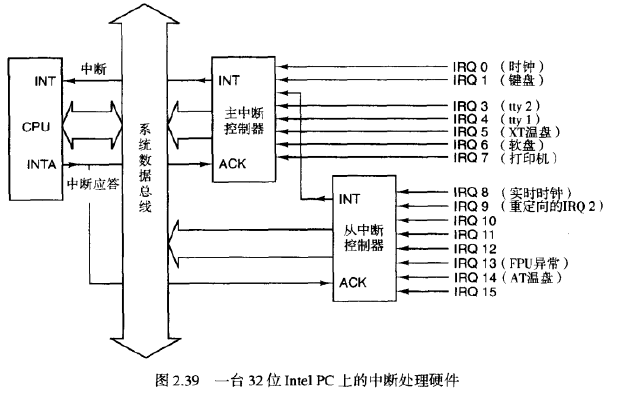 INT
CPU
INTA
中断
中断应答
系统数据总线
INT
主中断
控制器
ACK
IRQ 0 (时钟)
IRQ 1 (键盘)
IRQ 3 (tty 2)
IRQ 4 (tty 1)
IRQ 5 (XT温盘)
IRQ 6 (软盘)
IRQ 7 (打印机)
INT
从中断
控制器
ACK
IRQ 8 (实时时钟)
IRQ 9 (重定向的IRQ 2)
IRQ 10
IRQ 11
IRQ 12
IRQ 13 (FPU异常)
IRQ 14 (AT温盘)
IRQ 15
图 2.39 一台 32 位 Intel PC 上的中断处理硬件